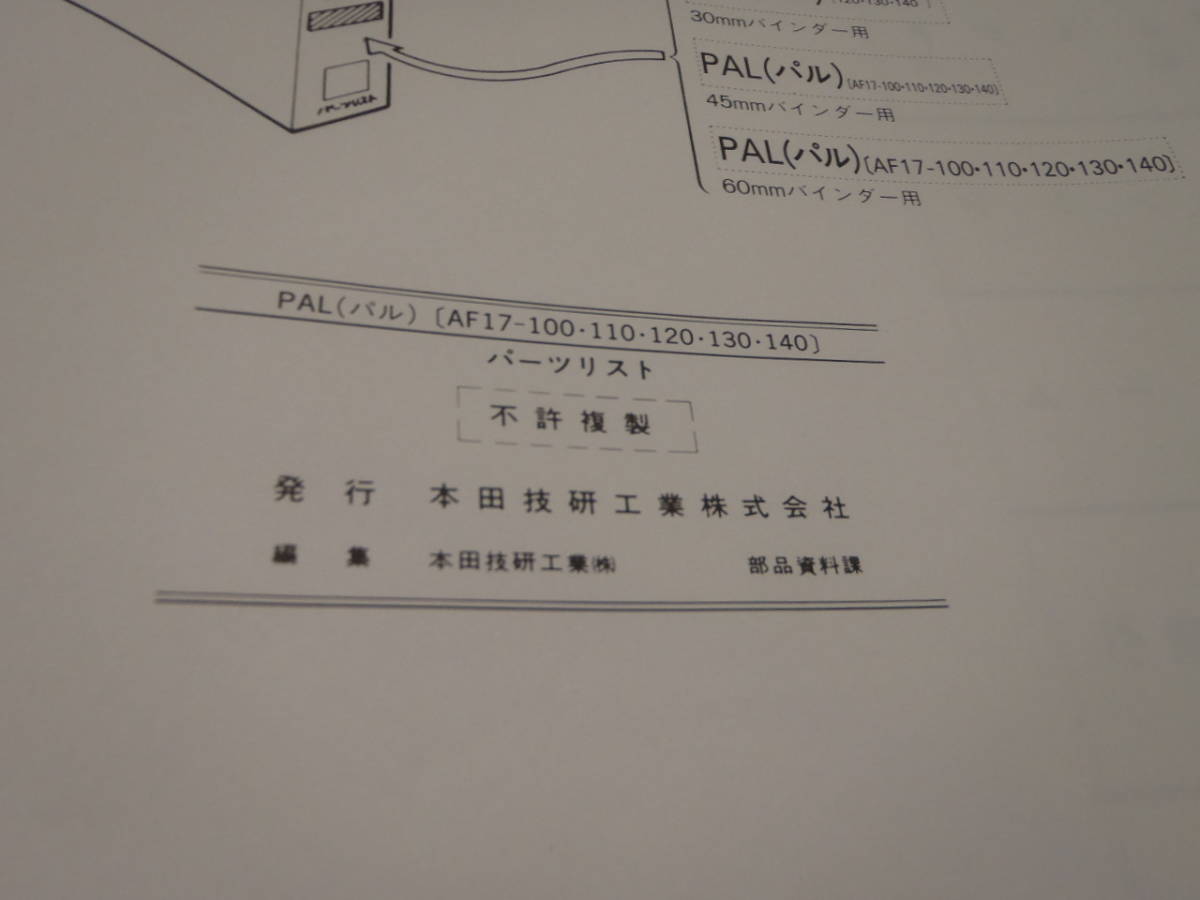 120・130・140〕
30mmバインダー用
PAL(パル)〔AF17-100・110・120・130・140〕
45mmバインダー用
PAL(パル)〔AF17-100・110・120・130・140〕
60mmバインダー用
PAL(パル)〔AF17-100・110・120・130・140〕
パーツリスト
不許複製
発行 本田技研工業株式会社
編集 本田技研工業㈱ 部品資料課